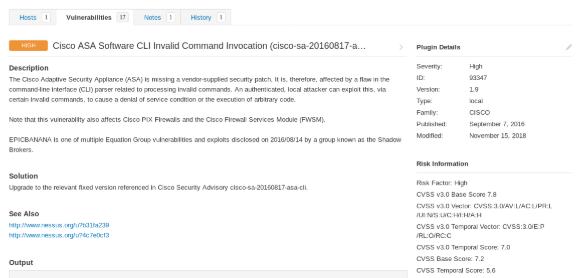 Hosts 1 Vulnerabilities 17 Notes 1 History 1
HIGH Cisco ASA Software CLI Invalid Command Invocation (cisco-sa-20160817-a…
Description
The Cisco Adaptive Security Appliance (ASA) is missing a vendor-supplied security patch. It is, therefore, affected by a flaw in the
command-line interface (CLI) parser related to processing invalid commands. An authenticated, local attacker can exploit this, via
certain invalid commands, to cause a denial of service condition or the execution of arbitrary code.
Note that this vulnerability also affects Cisco PIX Firewalls and the Cisco Firewall Services Module (FWSM).
EPICBANANA is one of multiple Equation Group vulnerabilities and exploits disclosed on 2016/08/14 by a group known as the Shadow
Brokers.
Solution
Upgrade to the relevant fixed version referenced in Cisco Security Advisory cisco-sa-20160817-asa-cli.
See Also
http://www.nessus.org/u?b31fa239
http://www.nessus.org/u?4c7e0cf3
Output
Plugin Details
Severity: High
ID: 93347
Version: 1.9
Type: local
Family: CISCO
Published: September 7, 2016
Modified: November 15, 2018
Risk Information
Risk Factor: High
CVSS v3.0 Base Score 7.8
CVSS v3.0 Vector: CVSS:3.0/AV:L/AC:L/PR:L
/UI:N/S:U/C:H/I:H/A:H
CVSS v3.0 Temporal Vector: CVSS:3.0/E:P
/RL:O/RC:C
CVSS v3.0 Temporal Score: 7.0
CVSS Base Score: 7.2
CVSS Temporal Score: 5.6